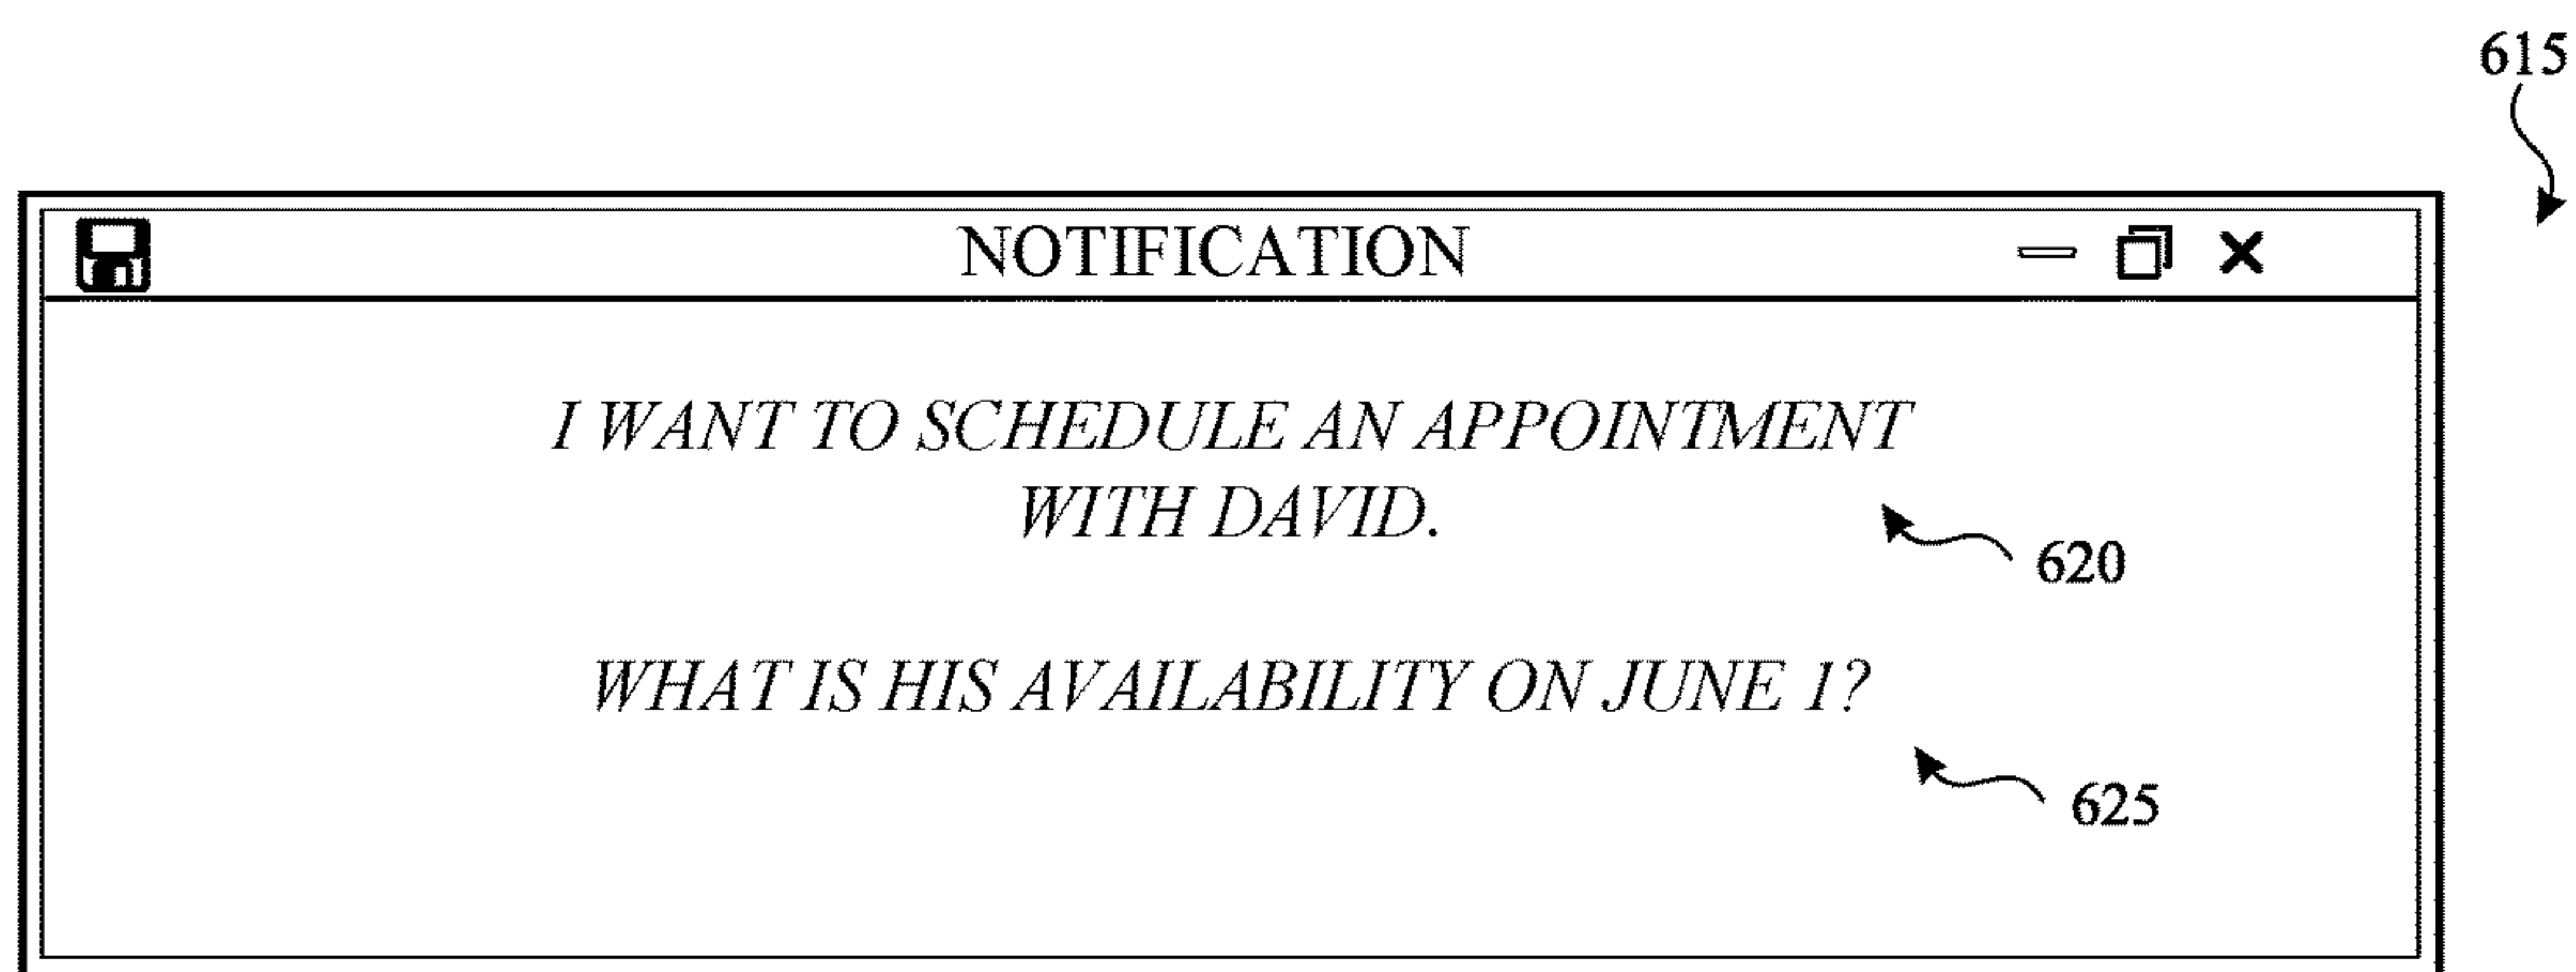 615
NOTIFICATION
I WANT TO SCHEDULE AN APPOINTMENT
WITH DAVID.
620
WHAT IS HIS AVAILABILITY ON JUNE 1?
625